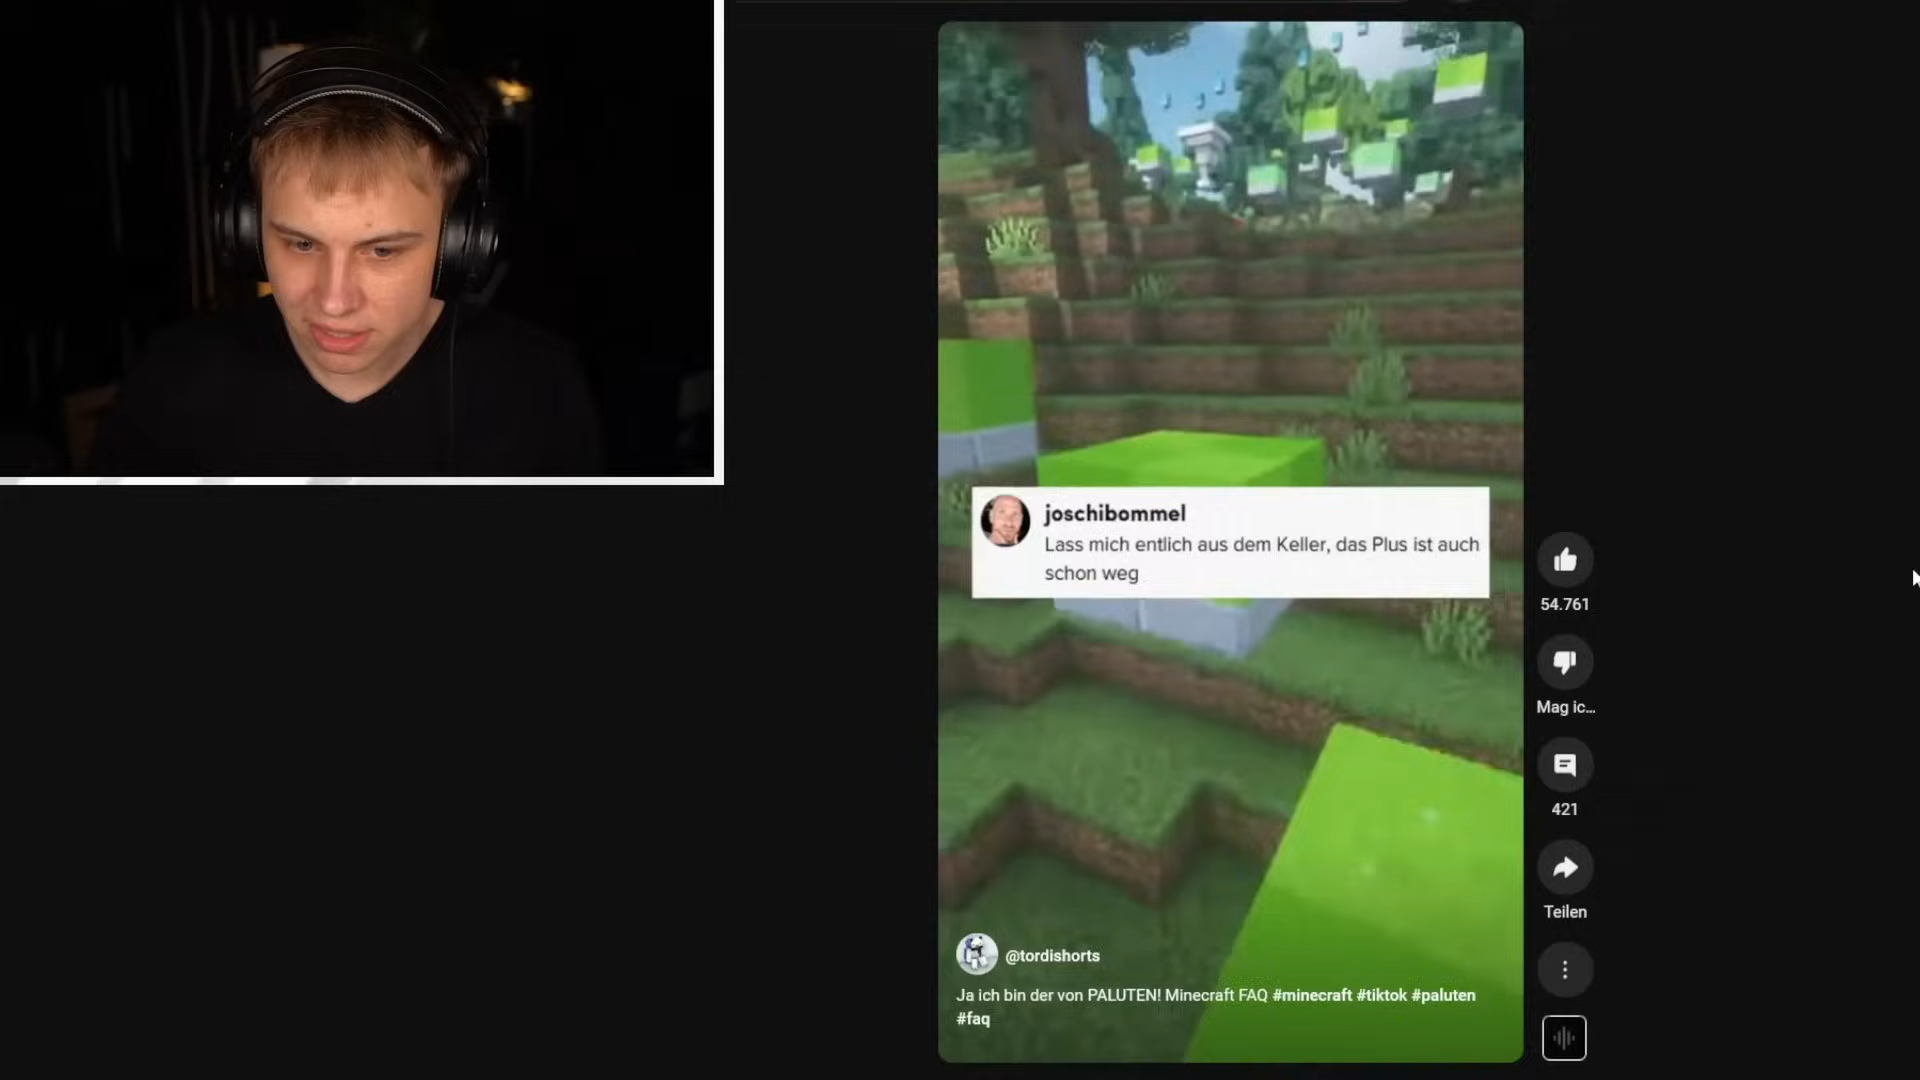 joschibommel
Lass mich entlich aus dem Keller, das Plus ist auch
schon weg
54.761
Mag ic...
421
Teilen
@tordishorts
Ja ich bin der von PALUTEN! Minecraft FAQ #minecraft #tiktok #paluten
#faq